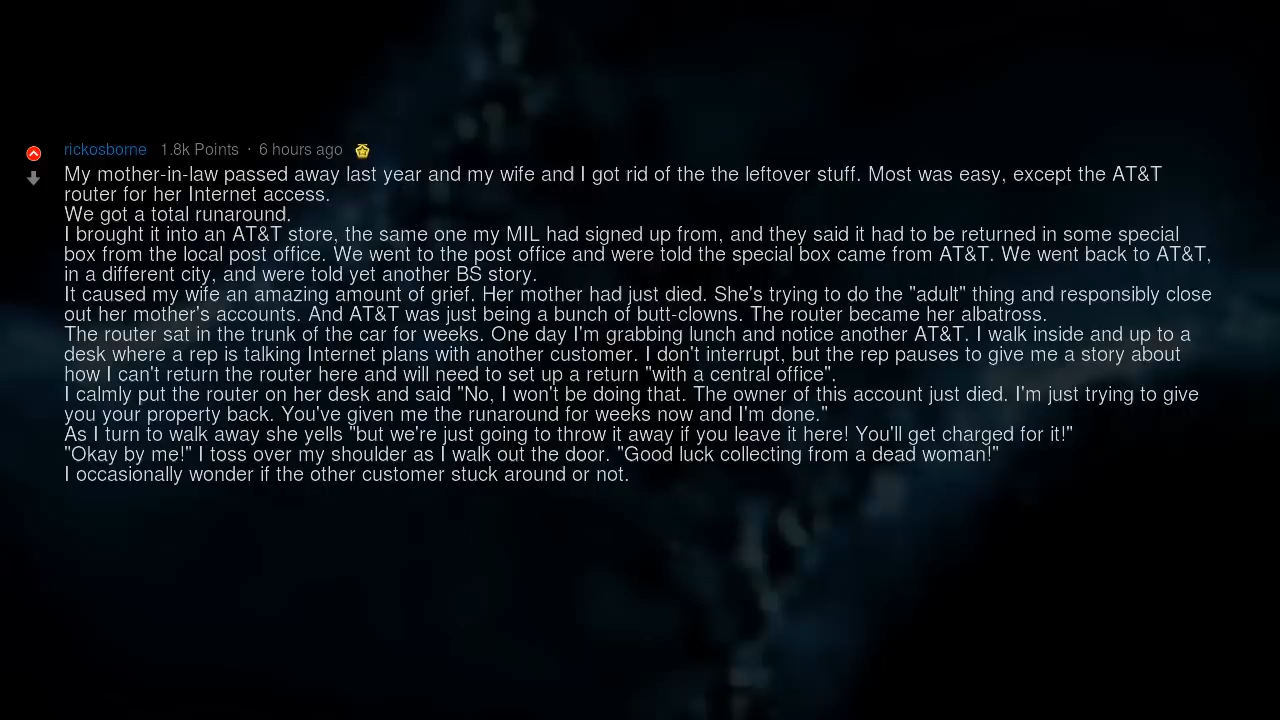 rickosborne 1.8k Points · 6 hours ago
My mother-in-law passed away last year and my wife and I got rid of the the leftover stuff. Most was easy, except the AT&T
router for her Internet access.
We got a total runaround.
I brought it into an AT&T store, the same one my MIL had signed up from, and they said it had to be returned in some special
box from the local post office. We went to the post office and were told the special box came from AT&T. We went back to AT&T,
in a different city, and were told yet another BS story.
It caused my wife an amazing amount of grief. Her mother had just died. She's trying to do the "adult" thing and responsibly close
out her mother's accounts. And AT&T was just being a bunch of butt-clowns. The router became her albatross.
The router sat in the trunk of the car for weeks. One day I'm grabbing lunch and notice another AT&T. I walk inside and up to a
desk where a rep is talking Internet plans with another customer. I don't interrupt, but the rep pauses to give me a story about
how I can't return the router here and will need to set up a return "with a central office".
I calmly put the router on her desk and said "No, I won't be doing that. The owner of this account just died. I'm just trying to give
you your property back. You've given me the runaround for weeks now and I'm done."
As I turn to walk away she yells "but we're just going to throw it away if you leave it here! You'll get charged for it!"
"Okay by me!" I toss over my shoulder as I walk out the door. "Good luck collecting from a dead woman!"
I occasionally wonder if the other customer stuck around or not.